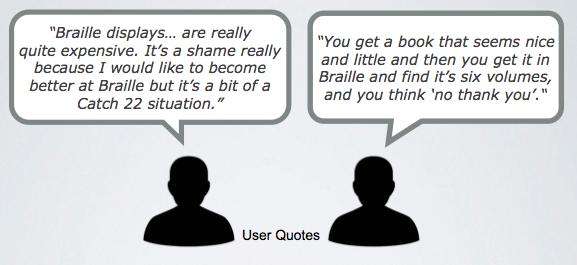 “Braille displays… are really
quite expensive. It’s a shame really
because I would like to become
better at Braille but it’s a bit of a
Catch 22 situation.”
“You get a book that seems nice
and little and then you get it in
Braille and find it’s six volumes,
and you think ‘no thank you’.“
User Quotes